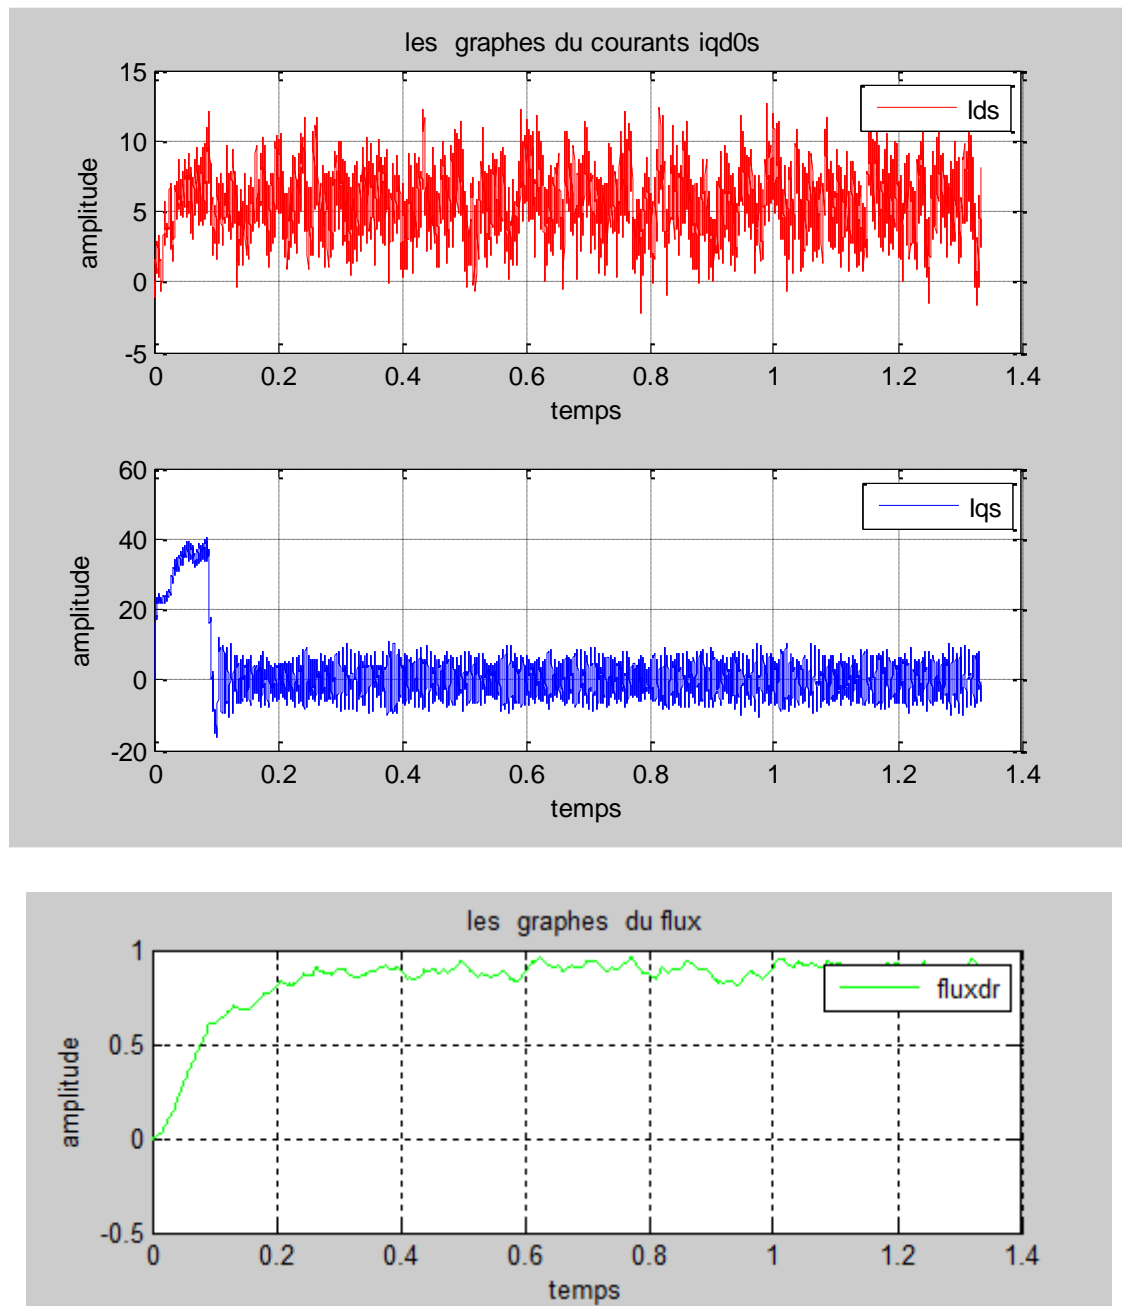 les graphes du courants iqd0s
15
10
5
0
-5
amplitude
Ids
0 0.2 0.4 0.6 0.8 1 1.2 1.4
temps
60
40
20
0
-20
amplitude
Iqs
0 0.2 0.4 0.6 0.8 1 1.2 1.4
temps
les graphes du flux
1
0.5
0
-0.5
amplitude
fluxdr
0 0.2 0.4 0.6 0.8 1 1.2 1.4
temps